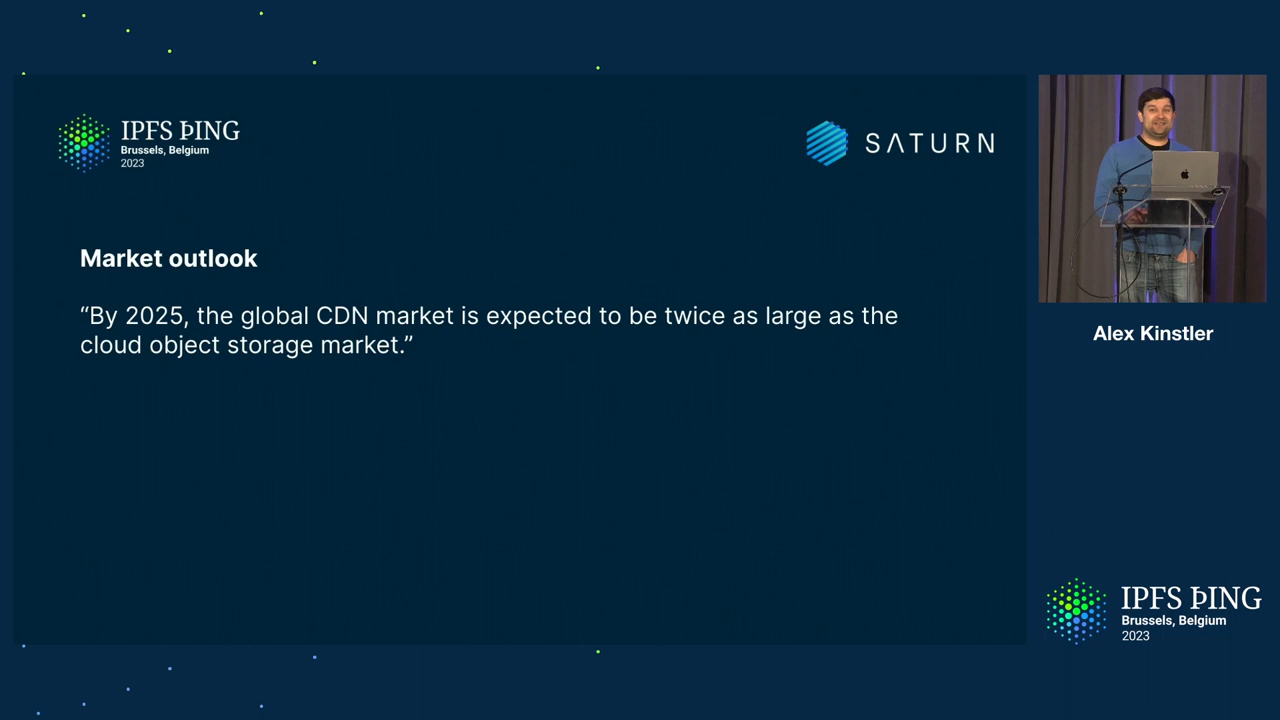 IPFS ÞING
Brussels, Belgium
2023
SATURN
Market outlook
“By 2025, the global CDN market is expected to be twice as large as the
cloud object storage market.”
Alex Kinstler
IPFS ÞING
Brussels, Belgium
2023